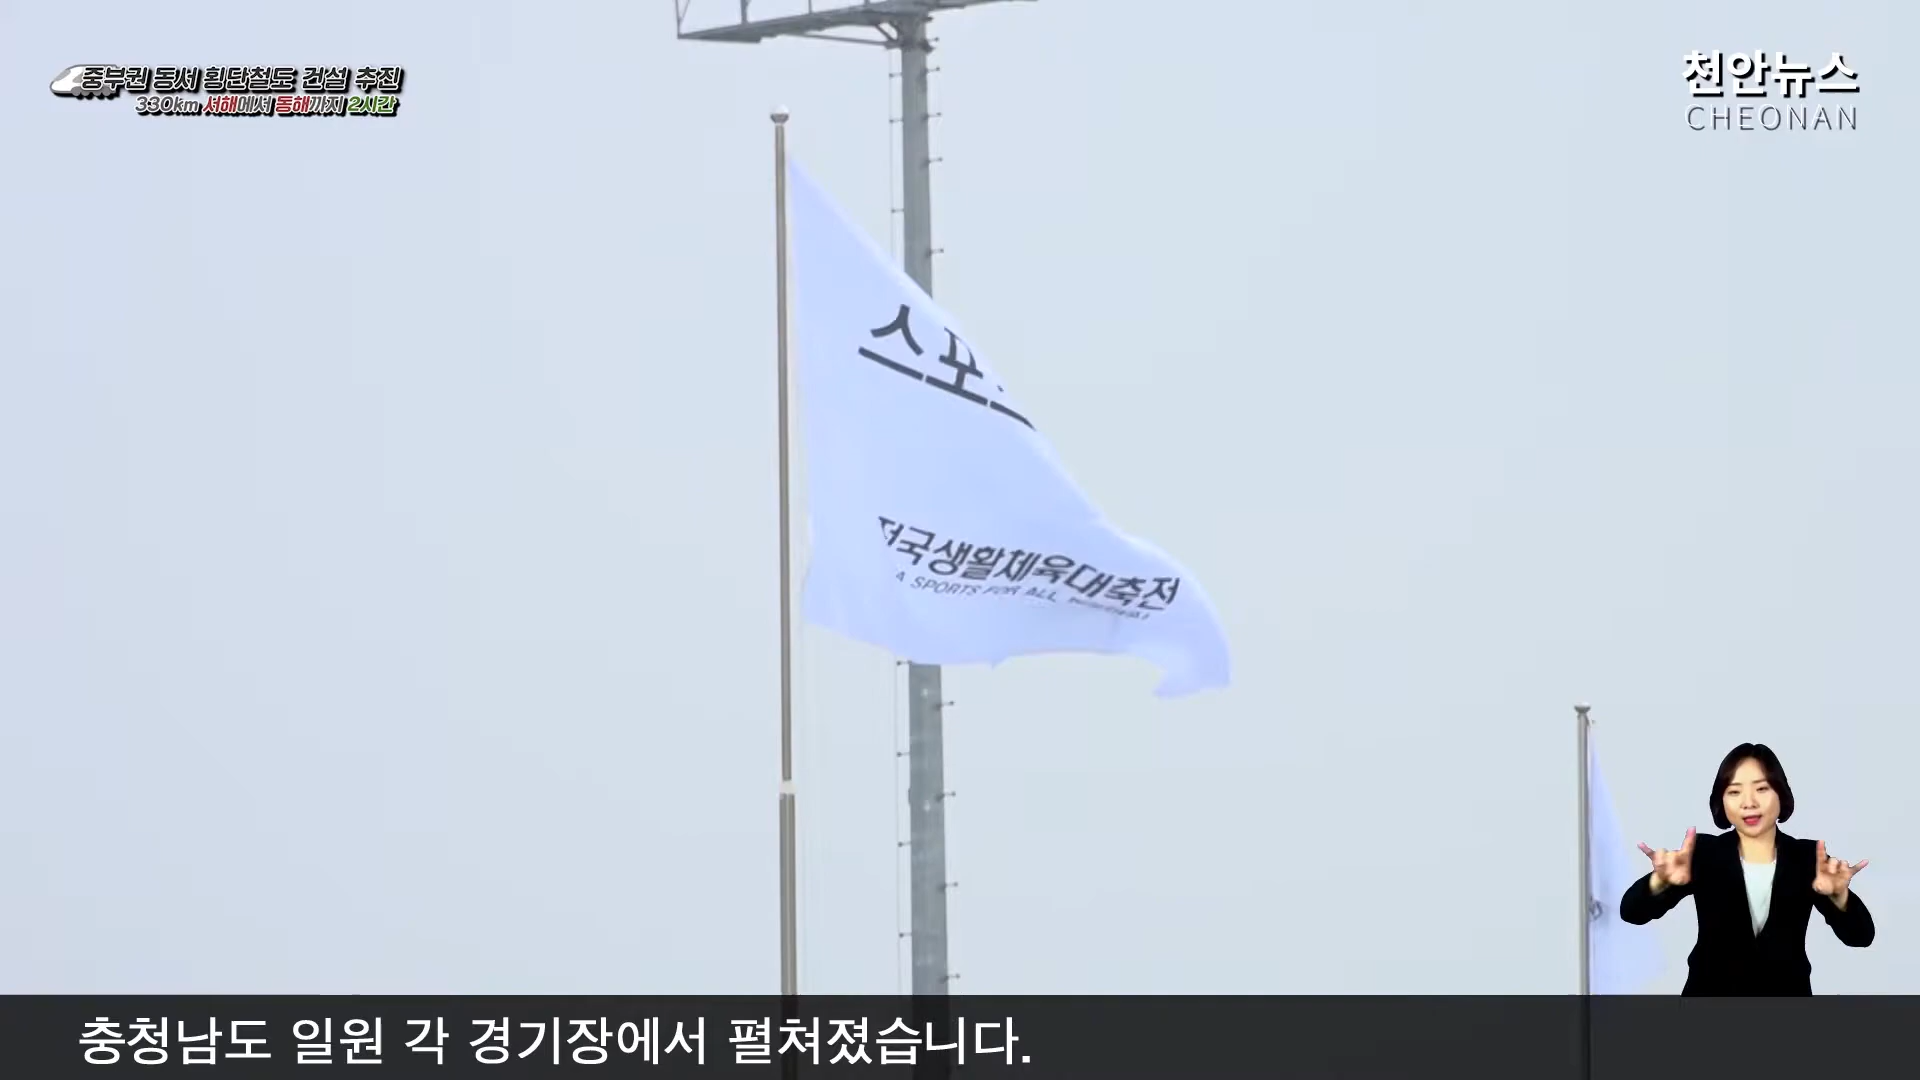 중부권 동서 횡단철도 건설 추진
330km 서해에서 동해까지 2시간
천안뉴스
CHEONAN
전국생활체육대축전
SPORTS FOR ALL
충청남도 일원 각 경기장에서 펼쳐졌습니다.